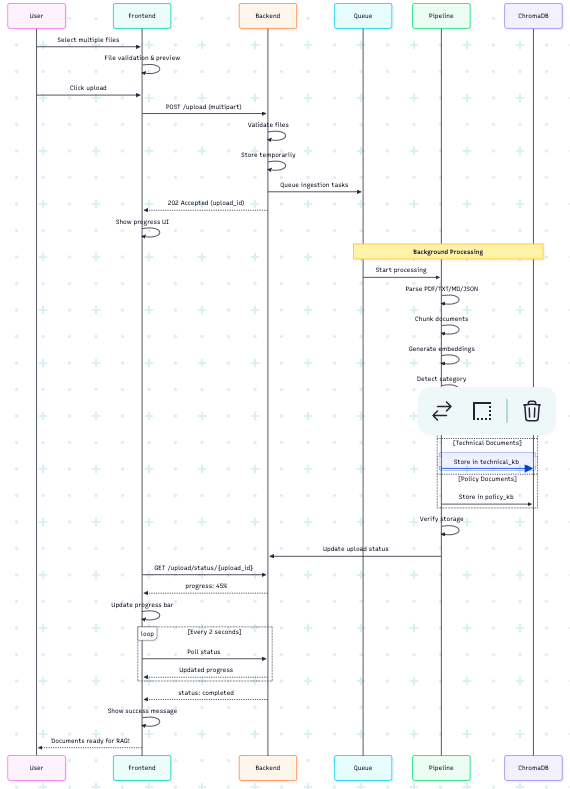 User
Frontend
Backend
Queue
Pipeline
ChromaDB
Select multiple files
File validation & preview
Click upload
POST /upload (multipart)
Validate files
Store temporarily
Queue ingestion tasks
202 Accepted (upload_id)
Show progress UI
Background Processing
Start processing
Parse PDF/TXT/MD/JSON
Chunk documents
Generate embeddings
Detect category
[Technical Documents]
Store in technical_kb
[Policy Documents]
Store in policy_kb
Verify storage
Update upload status
GET /upload/status/{upload_id}
progress: 45%
Update progress bar
loop
[Every 2 seconds]
Poll status
Updated progress
status: completed
Show success message
Documents ready for RAG!
User
Frontend
Backend
Queue
Pipeline
ChromaDB